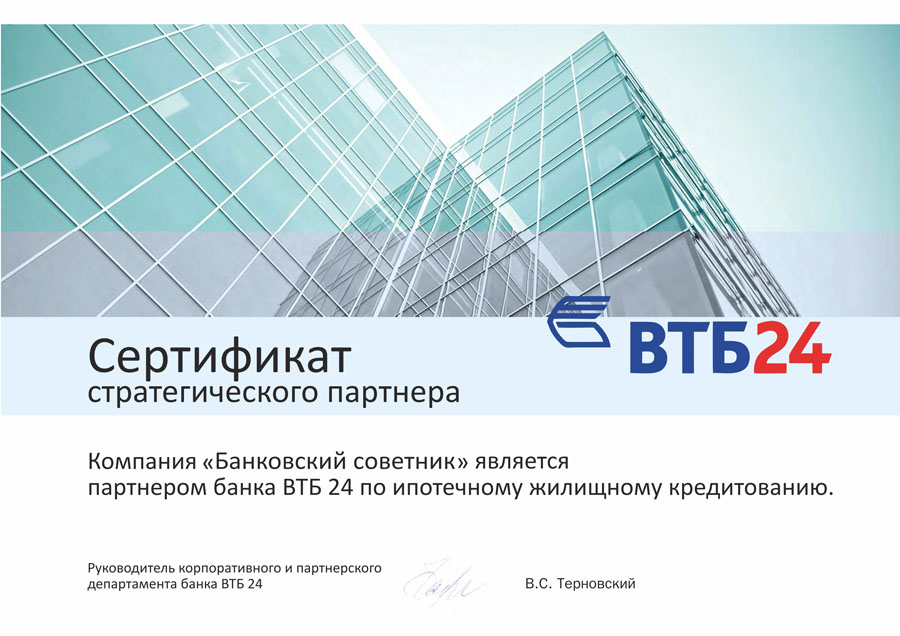 ВТБ24
Сертификат
стратегического партнера
Компания «Банковский советник» является
партнером банка ВТБ 24 по ипотечному жилищному кредитованию.
Руководитель корпоративного и партнерского
департамента банка ВТБ 24
В.С. Терновский